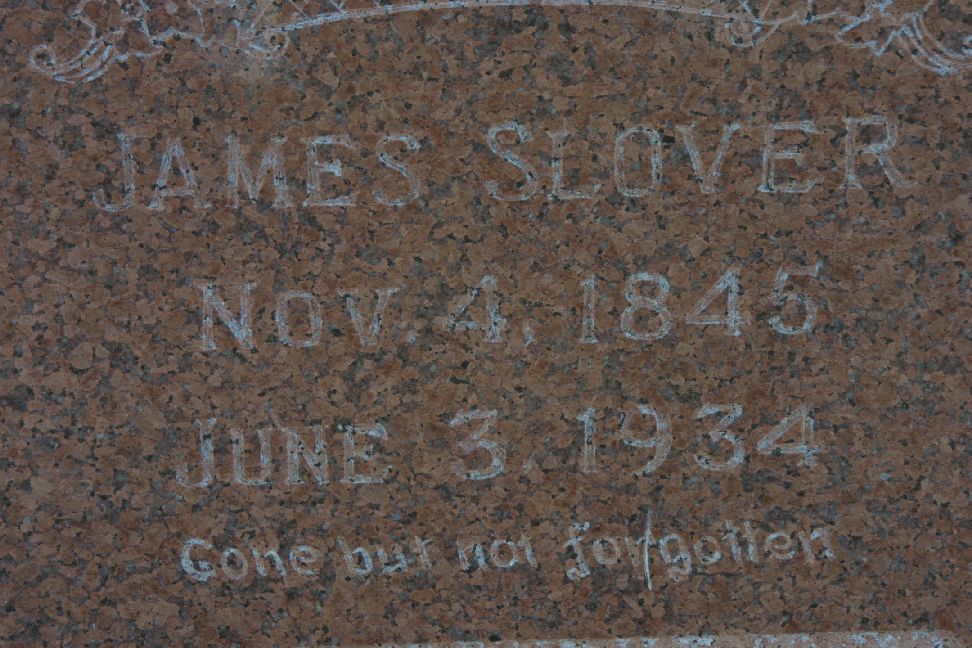 JAMES SLOVER
NOV. 4, 1845
JUNE 3, 1934
Gone but not forgotten